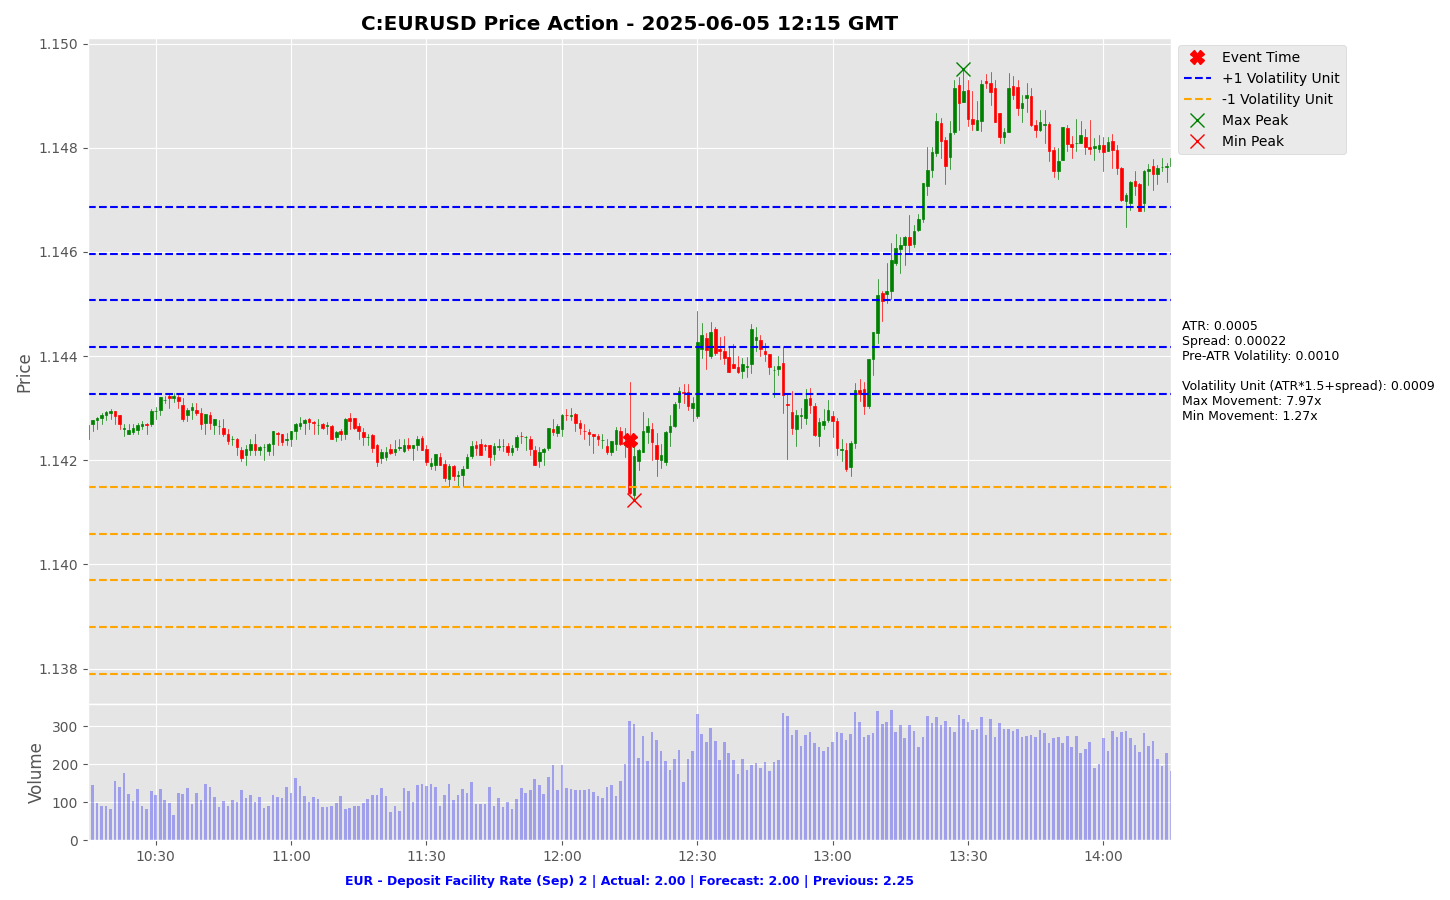 C:EURUSD Price Action - 2025-06-05 12:15 GMT
1.150
1.148
1.146
1.144
1.142
1.140
1.138
Price
Event Time
+1 Volatility Unit
-1 Volatility Unit
Max Peak
Min Peak
ATR: 0.0005
Spread: 0.00022
Pre-ATR Volatility: 0.0010
Volatility Unit (ATR*1.5+spread): 0.0009
Max Movement: 7.97x
Min Movement: 1.27x
300
200
100
0
Volume
10:30 11:00 11:30 12:00 12:30 13:00 13:30 14:00
EUR - Deposit Facility Rate (Sep) 2 | Actual: 2.00 | Forecast: 2.00 | Previous: 2.25